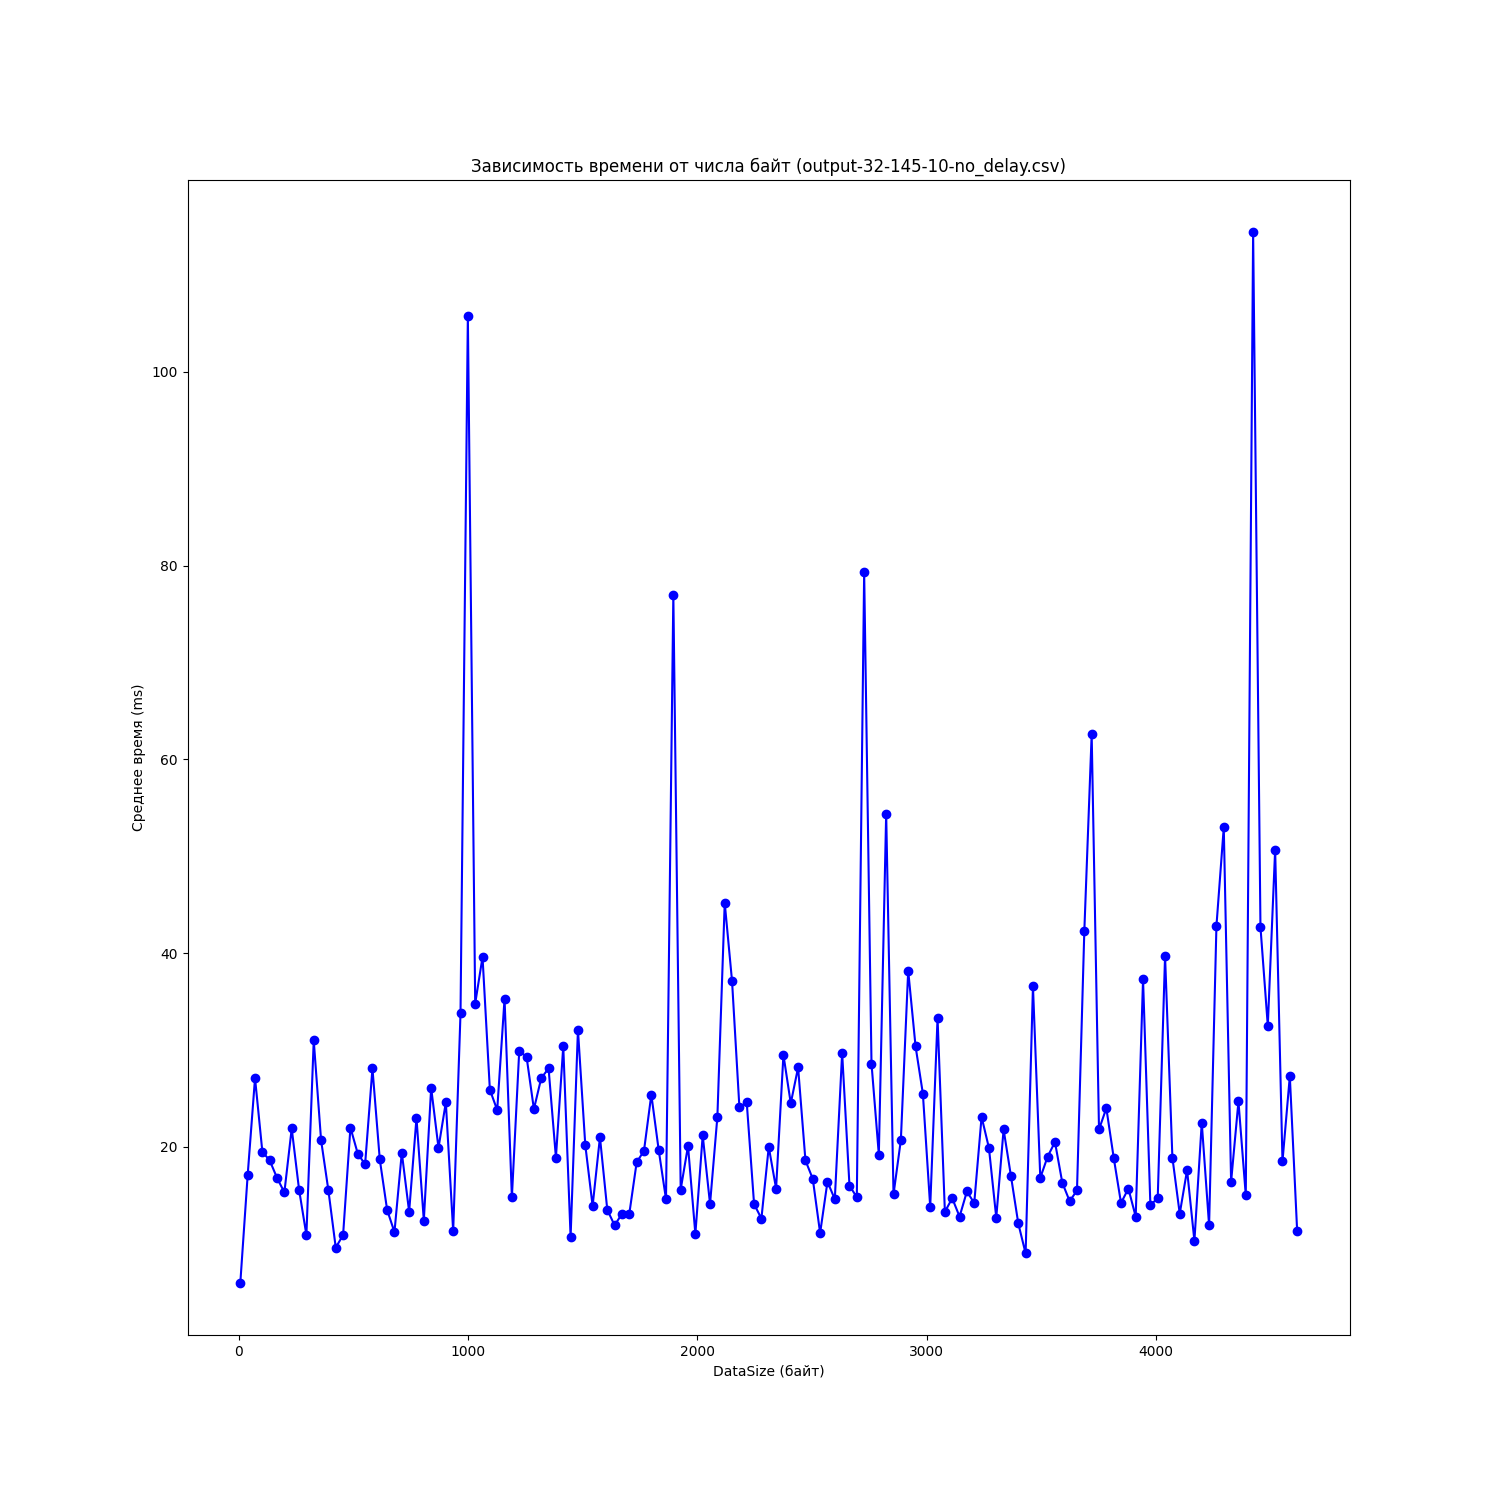 Зависимость времени от числа байт (output-32-145-10-no_delay.csv)
100
80
60
40
20
Среднее время (ms)
0 1000 2000 3000 4000
DataSize (байт)